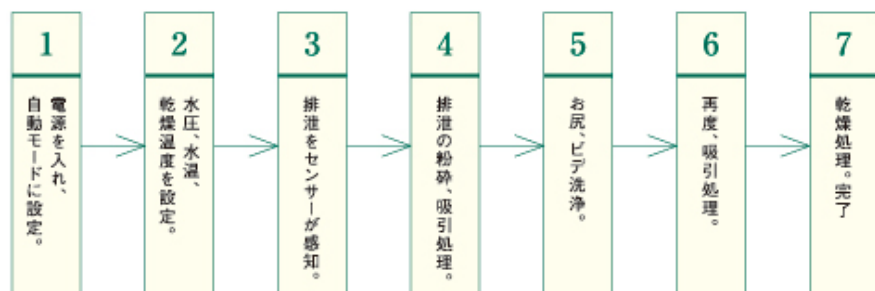 1
電源を入れ、
自動モードに設定。
2
水圧、水温、
乾燥温度を設定。
3
排泄をセンサーが感知。
4
排泄の粉砕、吸引処理。
5
お尻、ビデ洗浄。
6
再度、吸引処理。
7
乾燥処理。完了